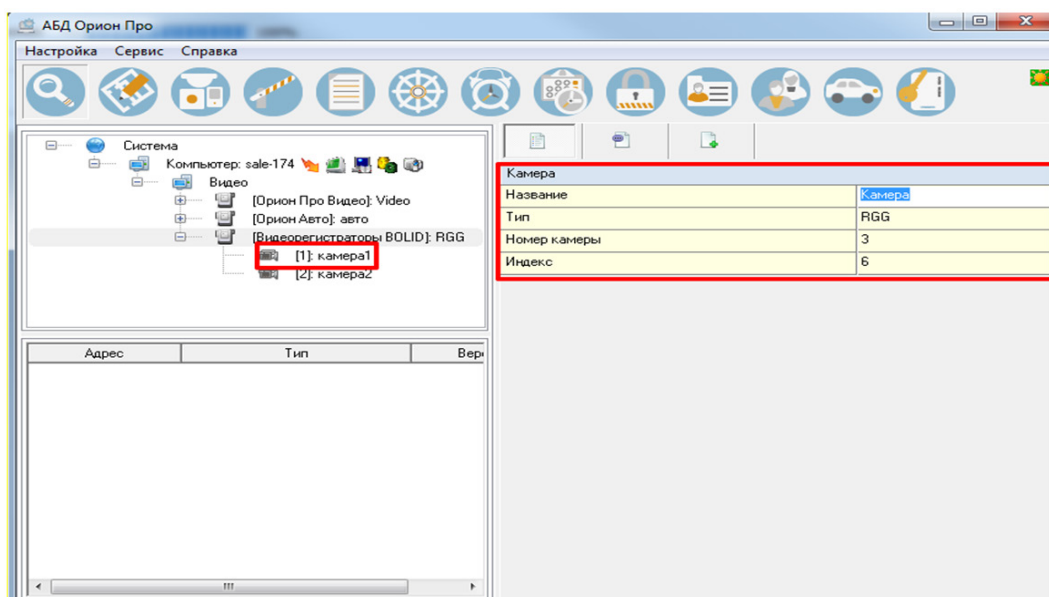 АБД Орион Про
Настройка Сервис Справка
Система
Компьютер: sale-174
Видео
[Орион Про Видео]: Video
[Орион Авто]: авто
[Видеорегистраторы BOLID]: RGG
[1]: камера1
[2]: камера2
Адрес Тип Верс
Камера
Название Камера
Тип RGG
Номер камеры 3
Индекс 6